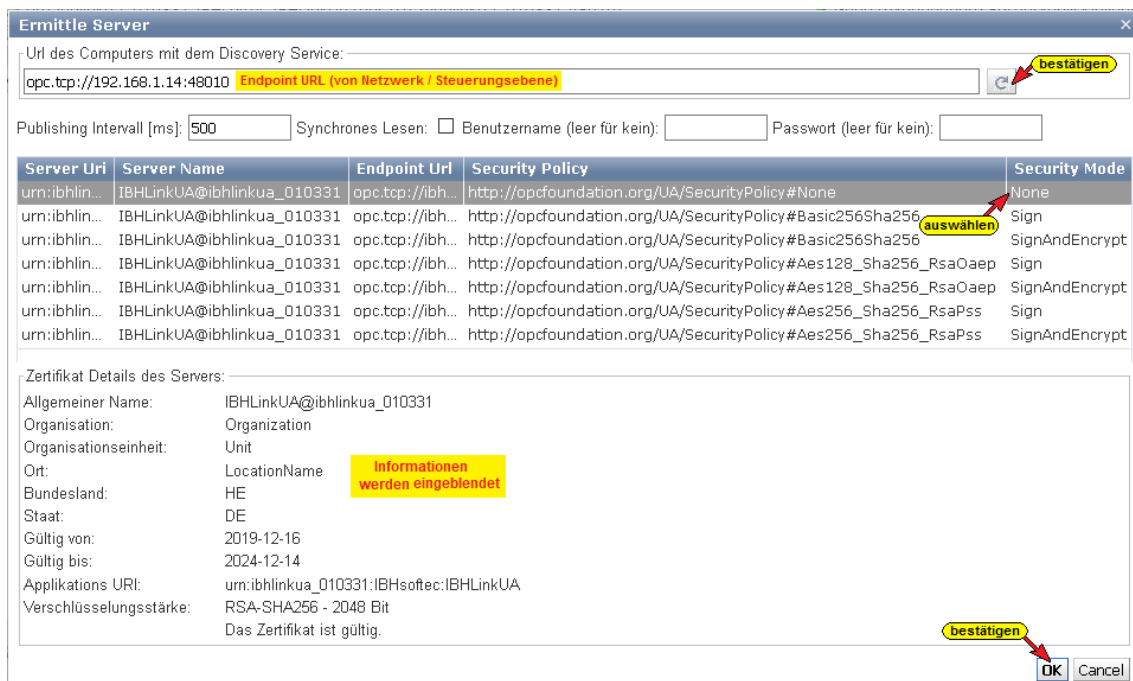 Ermittle Server
Url des Computers mit dem Discovery Service:
bestätigen
opc.tcp://192.168.1.14:48010 Endpoint URL (von Netzwerk / Steuerungsebene)
Publishing Intervall [ms]: 500 Synchrones Lesen: Benutzername (leer für kein): Passwort (leer für kein):
Server Uri Server Name Endpoint Url Security Policy Security Mode
urn:ibhlin... IBHLinkUA@ibhlinkua_010331 opc.tcp://ibh... http://opcfoundation.org/UA/SecurityPolicy#None None
urn:ibhlin... IBHLinkUA@ibhlinkua_010331 opc.tcp://ibh... http://opcfoundation.org/UA/SecurityPolicy#Basic256Sha256 Sign
auswählen
urn:ibhlin... IBHLinkUA@ibhlinkua_010331 opc.tcp://ibh... http://opcfoundation.org/UA/SecurityPolicy#Basic256Sha256 SignAndEncrypt
urn:ibhlin... IBHLinkUA@ibhlinkua_010331 opc.tcp://ibh... http://opcfoundation.org/UA/SecurityPolicy#Aes128_Sha256_RsaOaep Sign
urn:ibhlin... IBHLinkUA@ibhlinkua_010331 opc.tcp://ibh... http://opcfoundation.org/UA/SecurityPolicy#Aes128_Sha256_RsaOaep SignAndEncrypt
urn:ibhlin... IBHLinkUA@ibhlinkua_010331 opc.tcp://ibh... http://opcfoundation.org/UA/SecurityPolicy#Aes256_Sha256_RsaPss Sign
urn:ibhlin... IBHLinkUA@ibhlinkua_010331 opc.tcp://ibh... http://opcfoundation.org/UA/SecurityPolicy#Aes256_Sha256_RsaPss SignAndEncrypt
Zertifikat Details des Servers:
Allgemeiner Name: IBHLinkUA@ibhlinkua_010331
Organisation: Organization
Organisationseinheit: Unit
Ort: LocationName
Informationen
werden eingeblendet
Bundesland: HE
Staat: DE
Gültig von: 2019-12-16
Gültig bis: 2024-12-14
Applikations URI: urn:ibhlinkua_010331:IBHsoftec:IBHLinkUA
Verschlüsselungsstärke: RSA-SHA256 - 2048 Bit
Das Zertifikat ist gültig.
bestätigen
OK Cancel